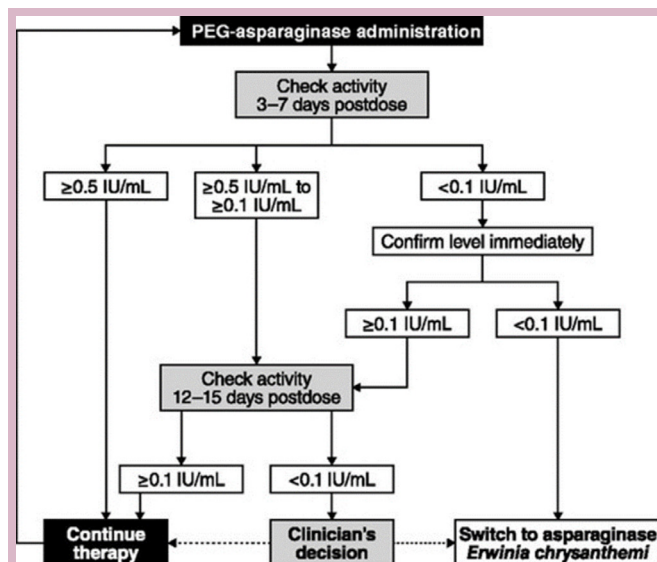 PEG-asparaginase administration
Check activity
3–7 days postdose
≥0.5 IU/mL
≥0.5 IU/mL to
≥0.1 IU/mL
<0.1 IU/mL
Confirm level immediately
≥0.1 IU/mL
<0.1 IU/mL
Check activity
12–15 days postdose
≥0.1 IU/mL
<0.1 IU/mL
Continue
therapy
Clinician's
decision
Switch to asparaginase
Erwinia chrysanthemi